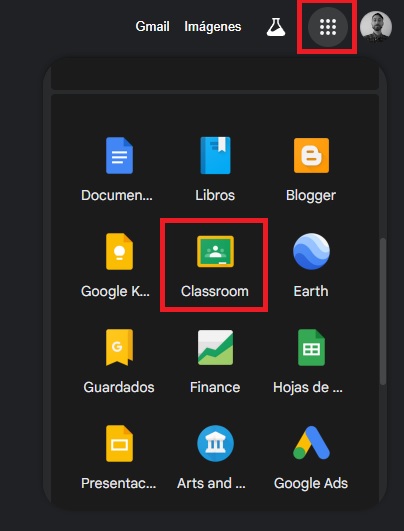 Gmail Imágenes
Documen... Libros Blogger
Google K... Classroom Earth
Guardados Finance Hojas de ...
Presentac... Arts and ... Google Ads